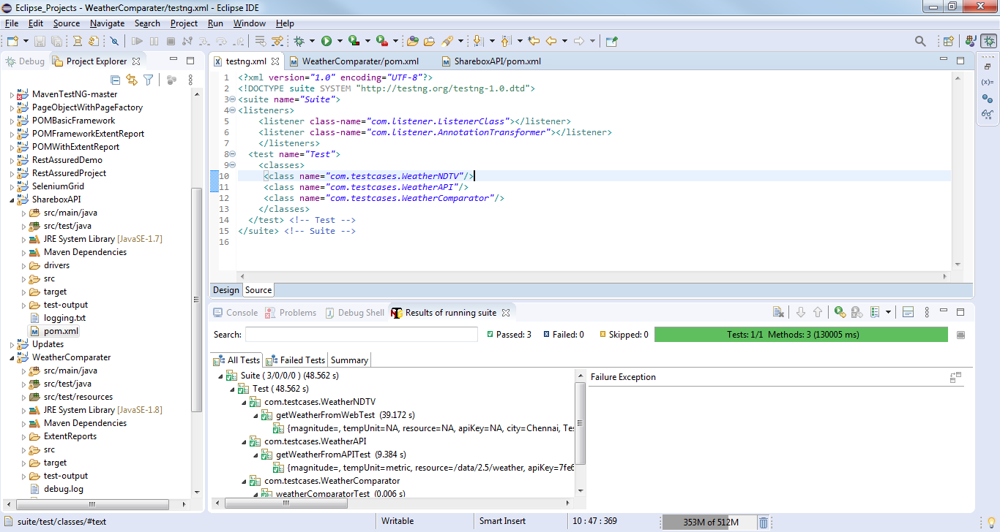 Eclipse_Projects - WeatherComparater/testng.xml - Eclipse IDE
File Edit Source Navigate Search Project Run Window Help
Debug Project Explorer
MavenTestNG-master
PageObjectWithPageFactory
POMBasicFramework
POMFrameworkExtentReport
POMWithExtentReport
RestAssuredDemo
RestAssuredProject
SeleniumGrid
ShareboxAPI
src/main/java
src/test/java
JRE System Library [JavaSE-1.7]
Maven Dependencies
drivers
src
target
test-output
logging.txt
pom.xml
Updates
WeatherComparater
src/main/java
src/test/java
src/test/resources
JRE System Library [JavaSE-1.8]
Maven Dependencies
ExtentReports
src
target
test-output
debug.log
testng.xml WeatherComparater/pom.xml ShareboxAPI/pom.xml
1 <?xml version="1.0" encoding="UTF-8"?>
2 <!DOCTYPE suite SYSTEM "http://testng.org/testng-1.0.dtd">
3 <suite name="Suite">
4 <listeners>
5 <listener class-name="com.listener.ListenerClass"></listener>
6 <listener class-name="com.listener.AnnotationTransformer"></listener>
7 </listeners>
8 <test name="Test">
9 <classes>
10 <class name="com.testcases.WeatherNDTV"/>
11 <class name="com.testcases.WeatherAPI"/>
12 <class name="com.testcases.WeatherComparator"/>
13 </classes>
14 </test> <!-- Test -->
15 </suite> <!-- Suite -->
16
Design Source
(x)=
Console Problems Debug Shell Results of running suite
Search: Passed: 3 Failed: 0 Skipped: 0 Tests: 1/1 Methods: 3 (130005 ms)
All Tests Failed Tests Summary
Suite ( 3/0/0/0 ) (48.562 s)
Test ( 48.562 s)
com.testcases.WeatherNDTV
getWeatherFromWebTest (39.172 s)
{magnitude=, tempUnit=NA, resource=NA, apiKey=NA, city=Chennai, Te
com.testcases.WeatherAPI
getWeatherFromAPITest (9.384 s)
{magnitude=, tempUnit=metric, resource=/data/2.5/weather, apiKey=7fe6
com.testcases.WeatherComparator
weatherComparatorTest (0.006 s)
Failure Exception
suite/test/classes/#text Writable Smart Insert 10 : 47 : 369 353M of 512M